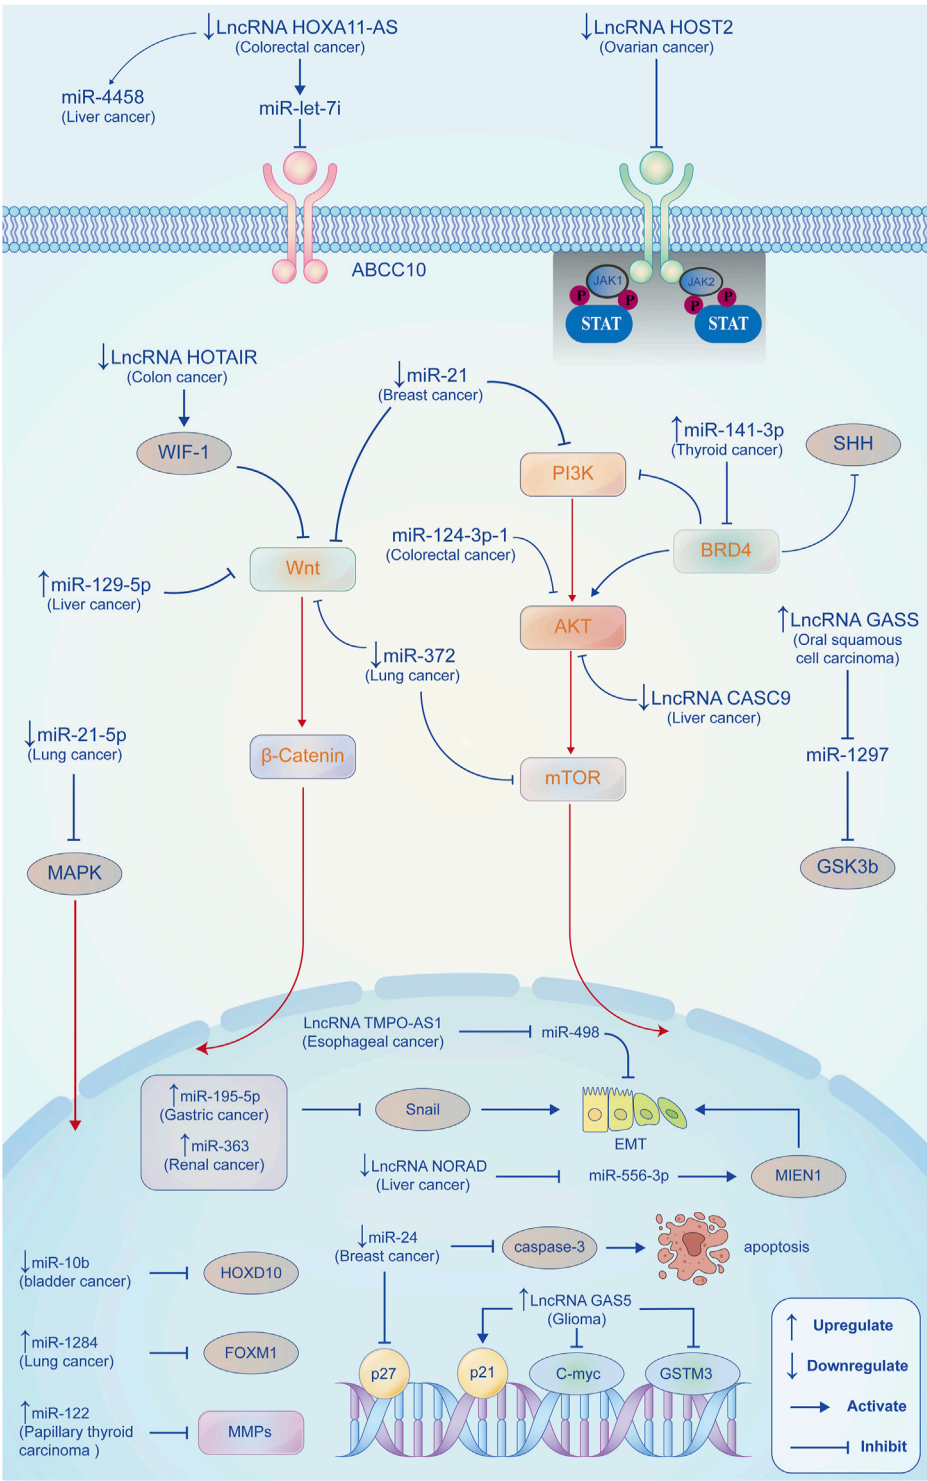 ↓LncRNA HOXA11-AS
(Colorectal cancer)
↓LncRNA HOST2
(Ovarian cancer)
miR-4458
(Liver cancer)
miR-let-7i
ABCC10
JAK1
JAK2
P
P
P
P
STAT
STAT
↓LncRNA HOTAIR
(Colon cancer)
↓miR-21
(Breast cancer)
WIF-1
PI3K
↑miR-141-3p
(Thyroid cancer)
SHH
miR-124-3p-1
(Colorectal cancer)
BRD4
Wnt
↑miR-129-5p
(Liver cancer)
AKT
↑LncRNA GASS
(Oral squamous
cell carcinoma)
↓miR-372
(Lung cancer)
↓LncRNA CASC9
(Liver cancer)
↓miR-21-5p
(Lung cancer)
β-Catenin
mTOR
miR-1297
MAPK
GSK3b
LncRNA TMPO-AS1
(Esophageal cancer)
miR-498
↑miR-195-5p
(Gastric cancer)
↑miR-363
(Renal cancer)
Snail
EMT
↓LncRNA NORAD
(Liver cancer)
miR-556-3p
MIEN1
↓miR-24
(Breast cancer)
caspase-3
apoptosis
↓miR-10b
(bladder cancer)
HOXD10
↑LncRNA GAS5
(Glioma)
↑miR-1284
(Lung cancer)
FOXM1
p27
p21
C-myc
GSTM3
↑miR-122
(Papillary thyroid
carcinoma )
MMPs
↑ Upregulate
↓ Downregulate
Activate
Inhibit